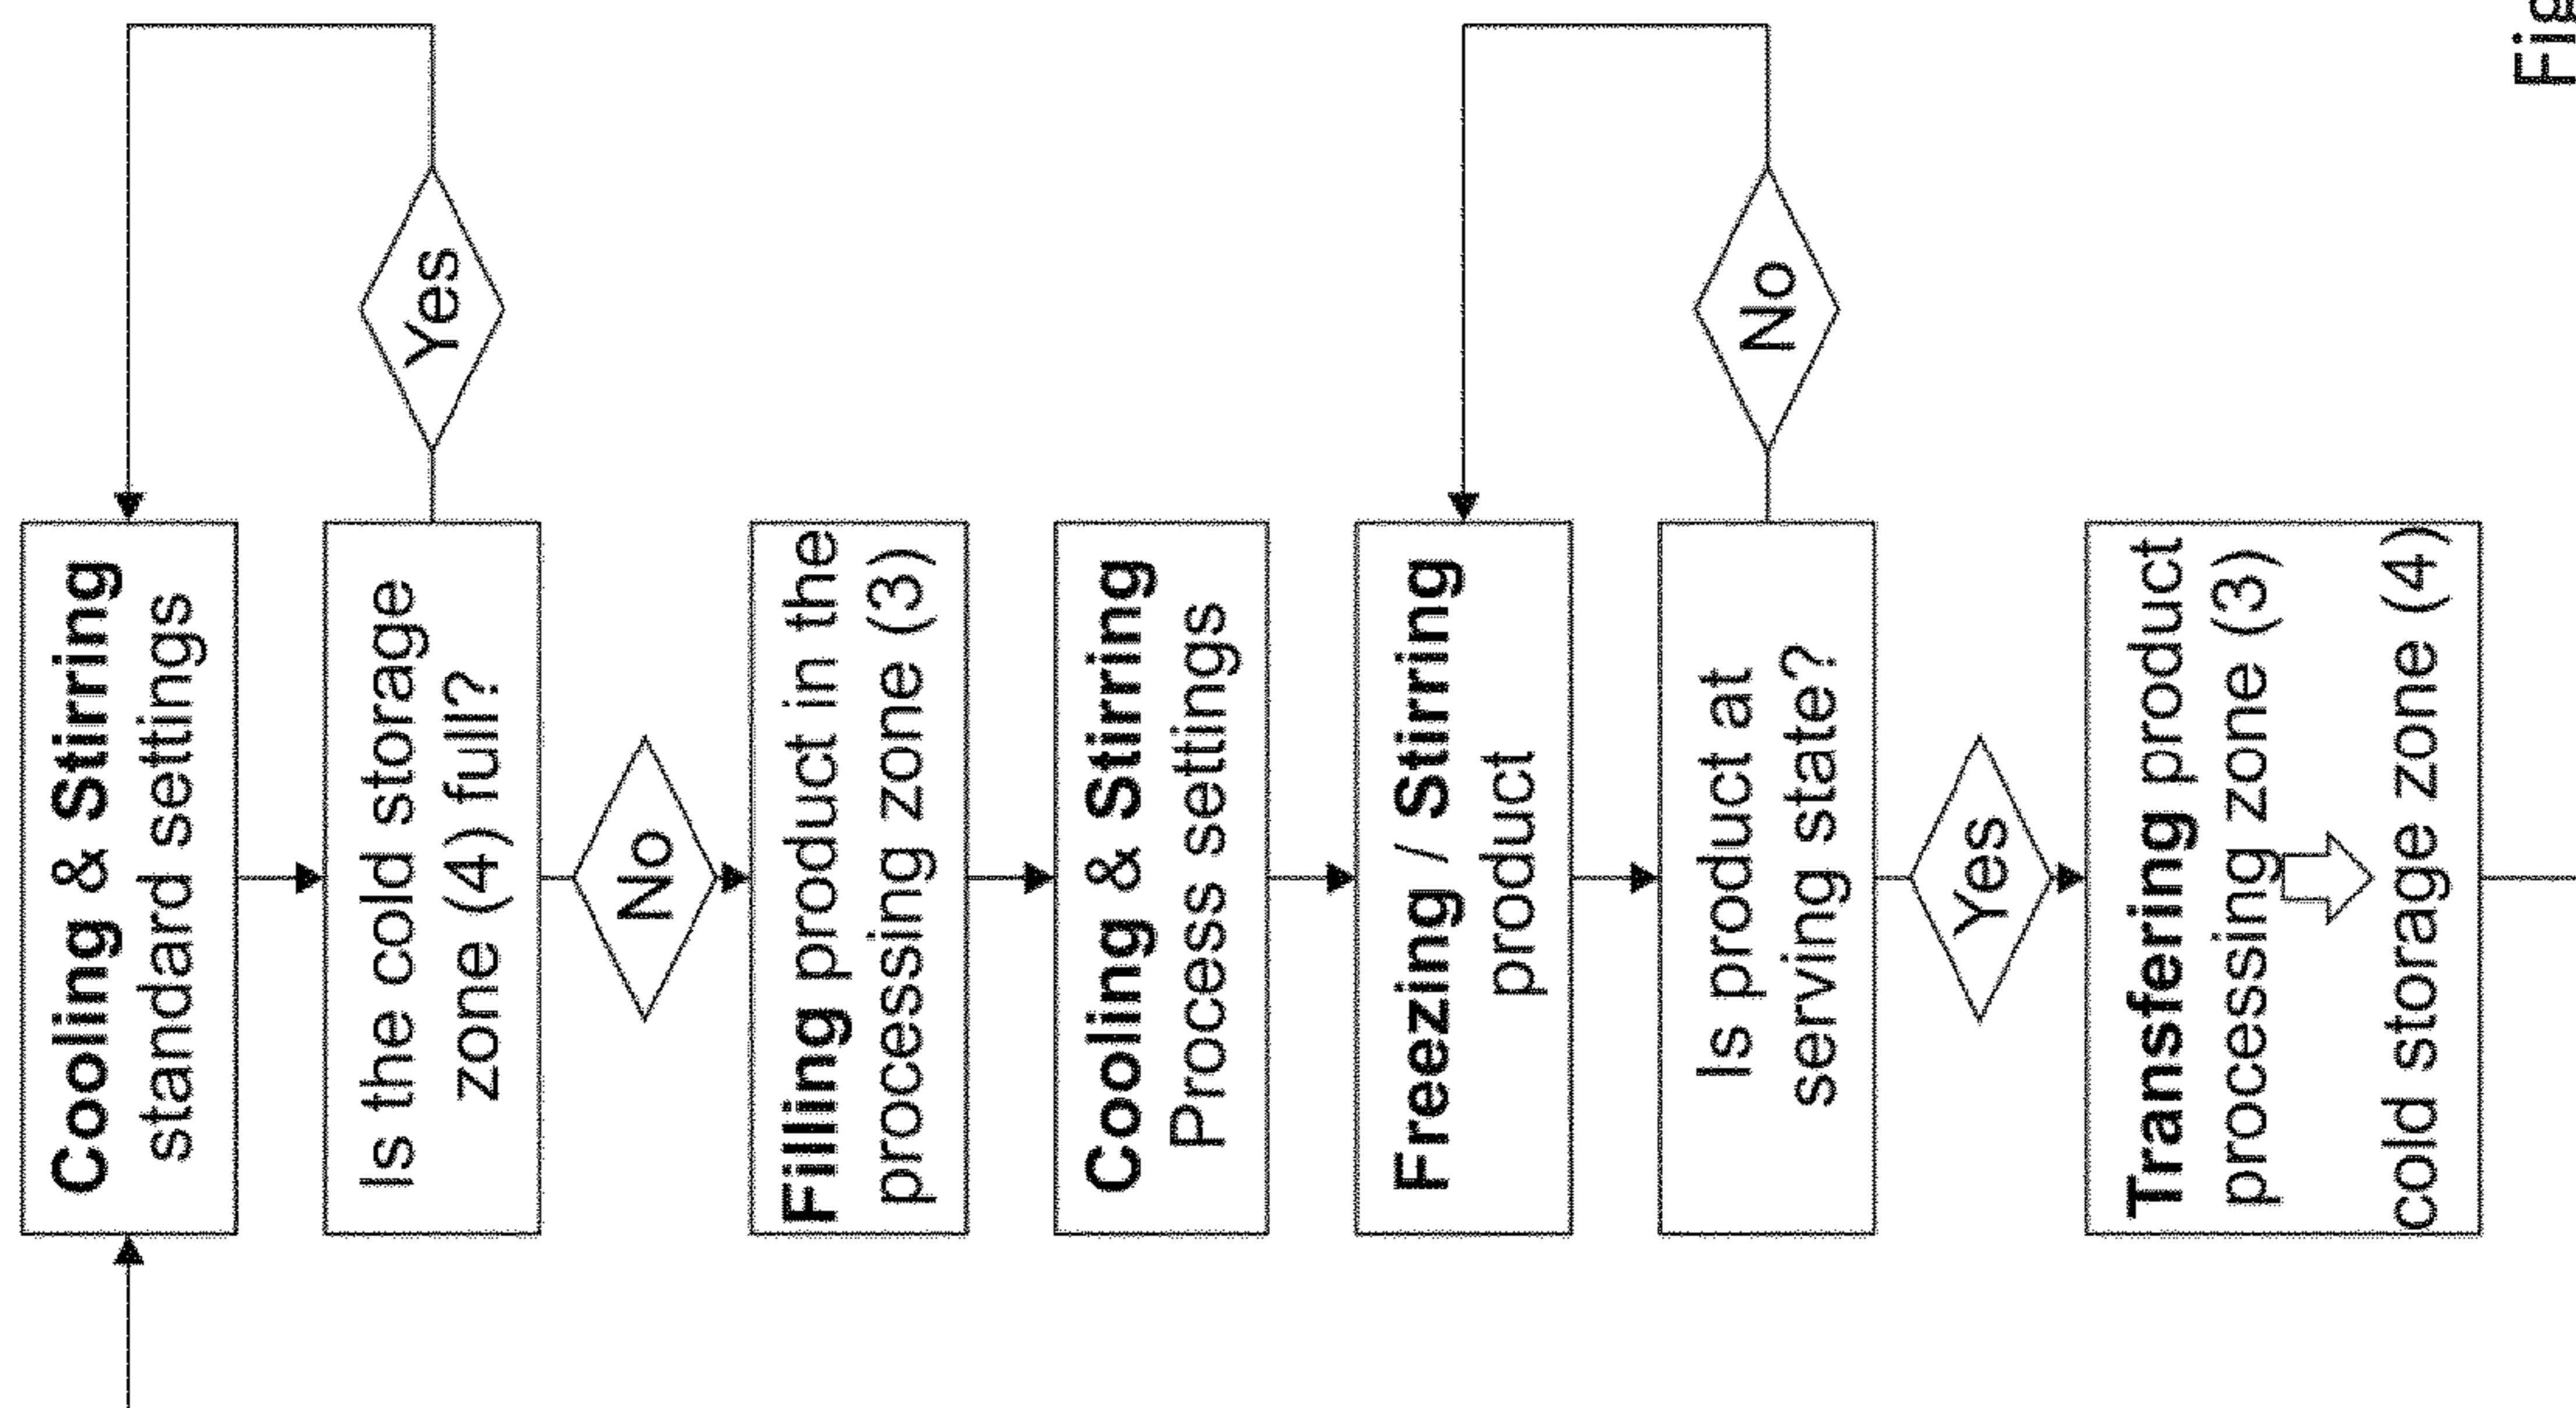 Cooling & Stirring
standard settings
Is the cold storage
zone (4) full?
Yes
No
Filling product in the
processing zone (3)
Cooling & Stirring
Process settings
Freezing / Stirring
product
Is product at
serving state?
No
Yes
Transfering product
processing zone (3)
cold storage zone (4)